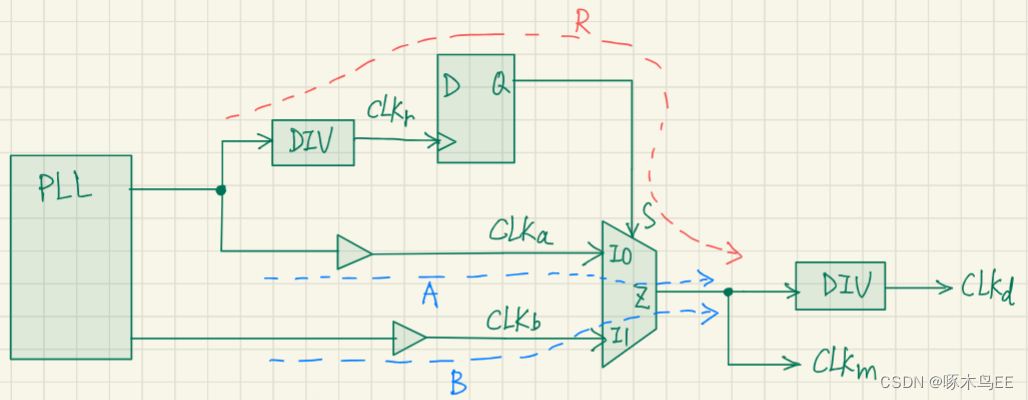 R
D Q
CLKr
DIV
PLL
S
CLKa
I0
A
Z
DIV
CLKd
CLKb
I1
B
CLKm
CSDN @啄木鸟EE